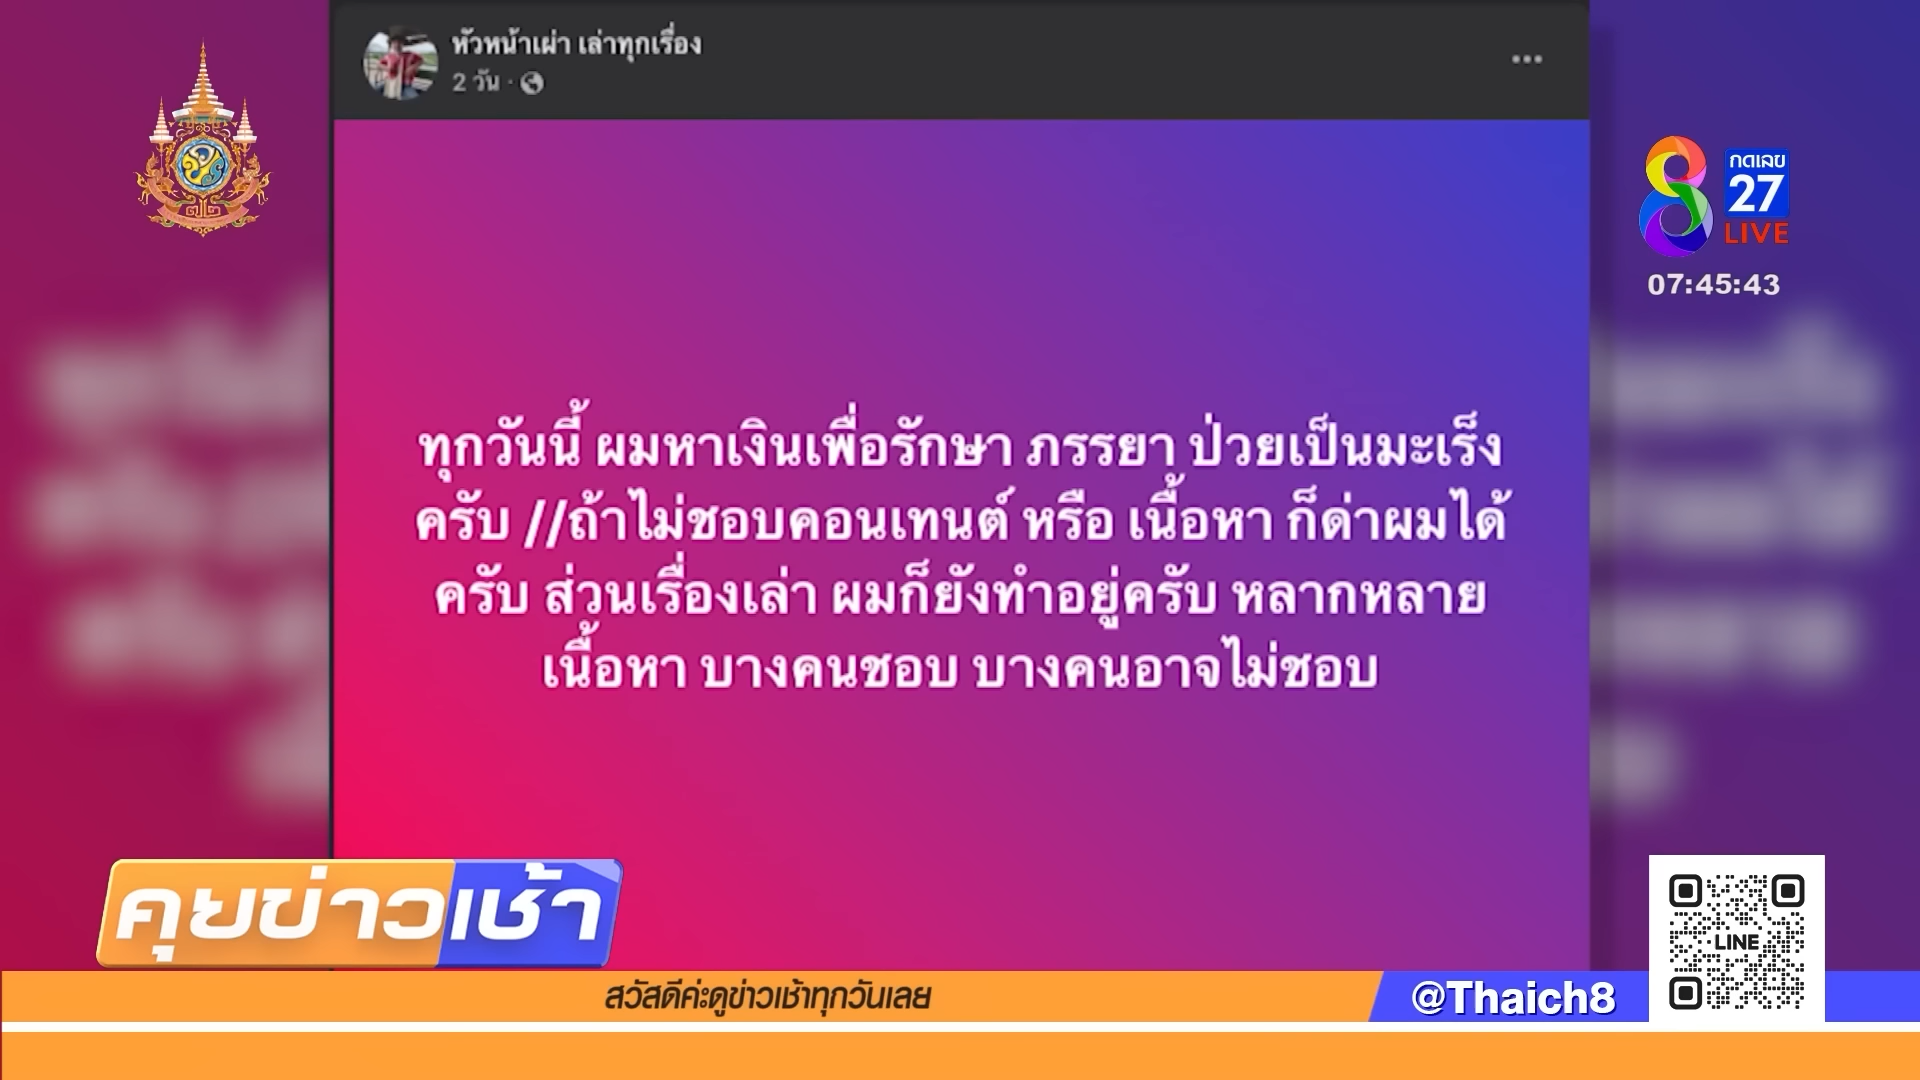 หัวหน้าเผ่า เล่าทุกเรื่อง
2 วัน ·
กดเลข
27
LIVE
07:45:43
ทุกวันนี้ ผมหาเงินเพื่อรักษา ภรรยา ป่วยเป็นมะเร็ง
ครับ //ถ้าไม่ชอบคอนเทนต์ หรือ เนื้อหา ก็ด่าผมได้
ครับ ส่วนเรื่องเล่า ผมก็ยังทำอยู่ครับ หลากหลาย
เนื้อหา บางคนชอบ บางคนอาจไม่ชอบ
คุยข่าวเช้า
LINE
สวัสดีค่ะดูข่าวเช้าทุกวันเลย
@Thaich8